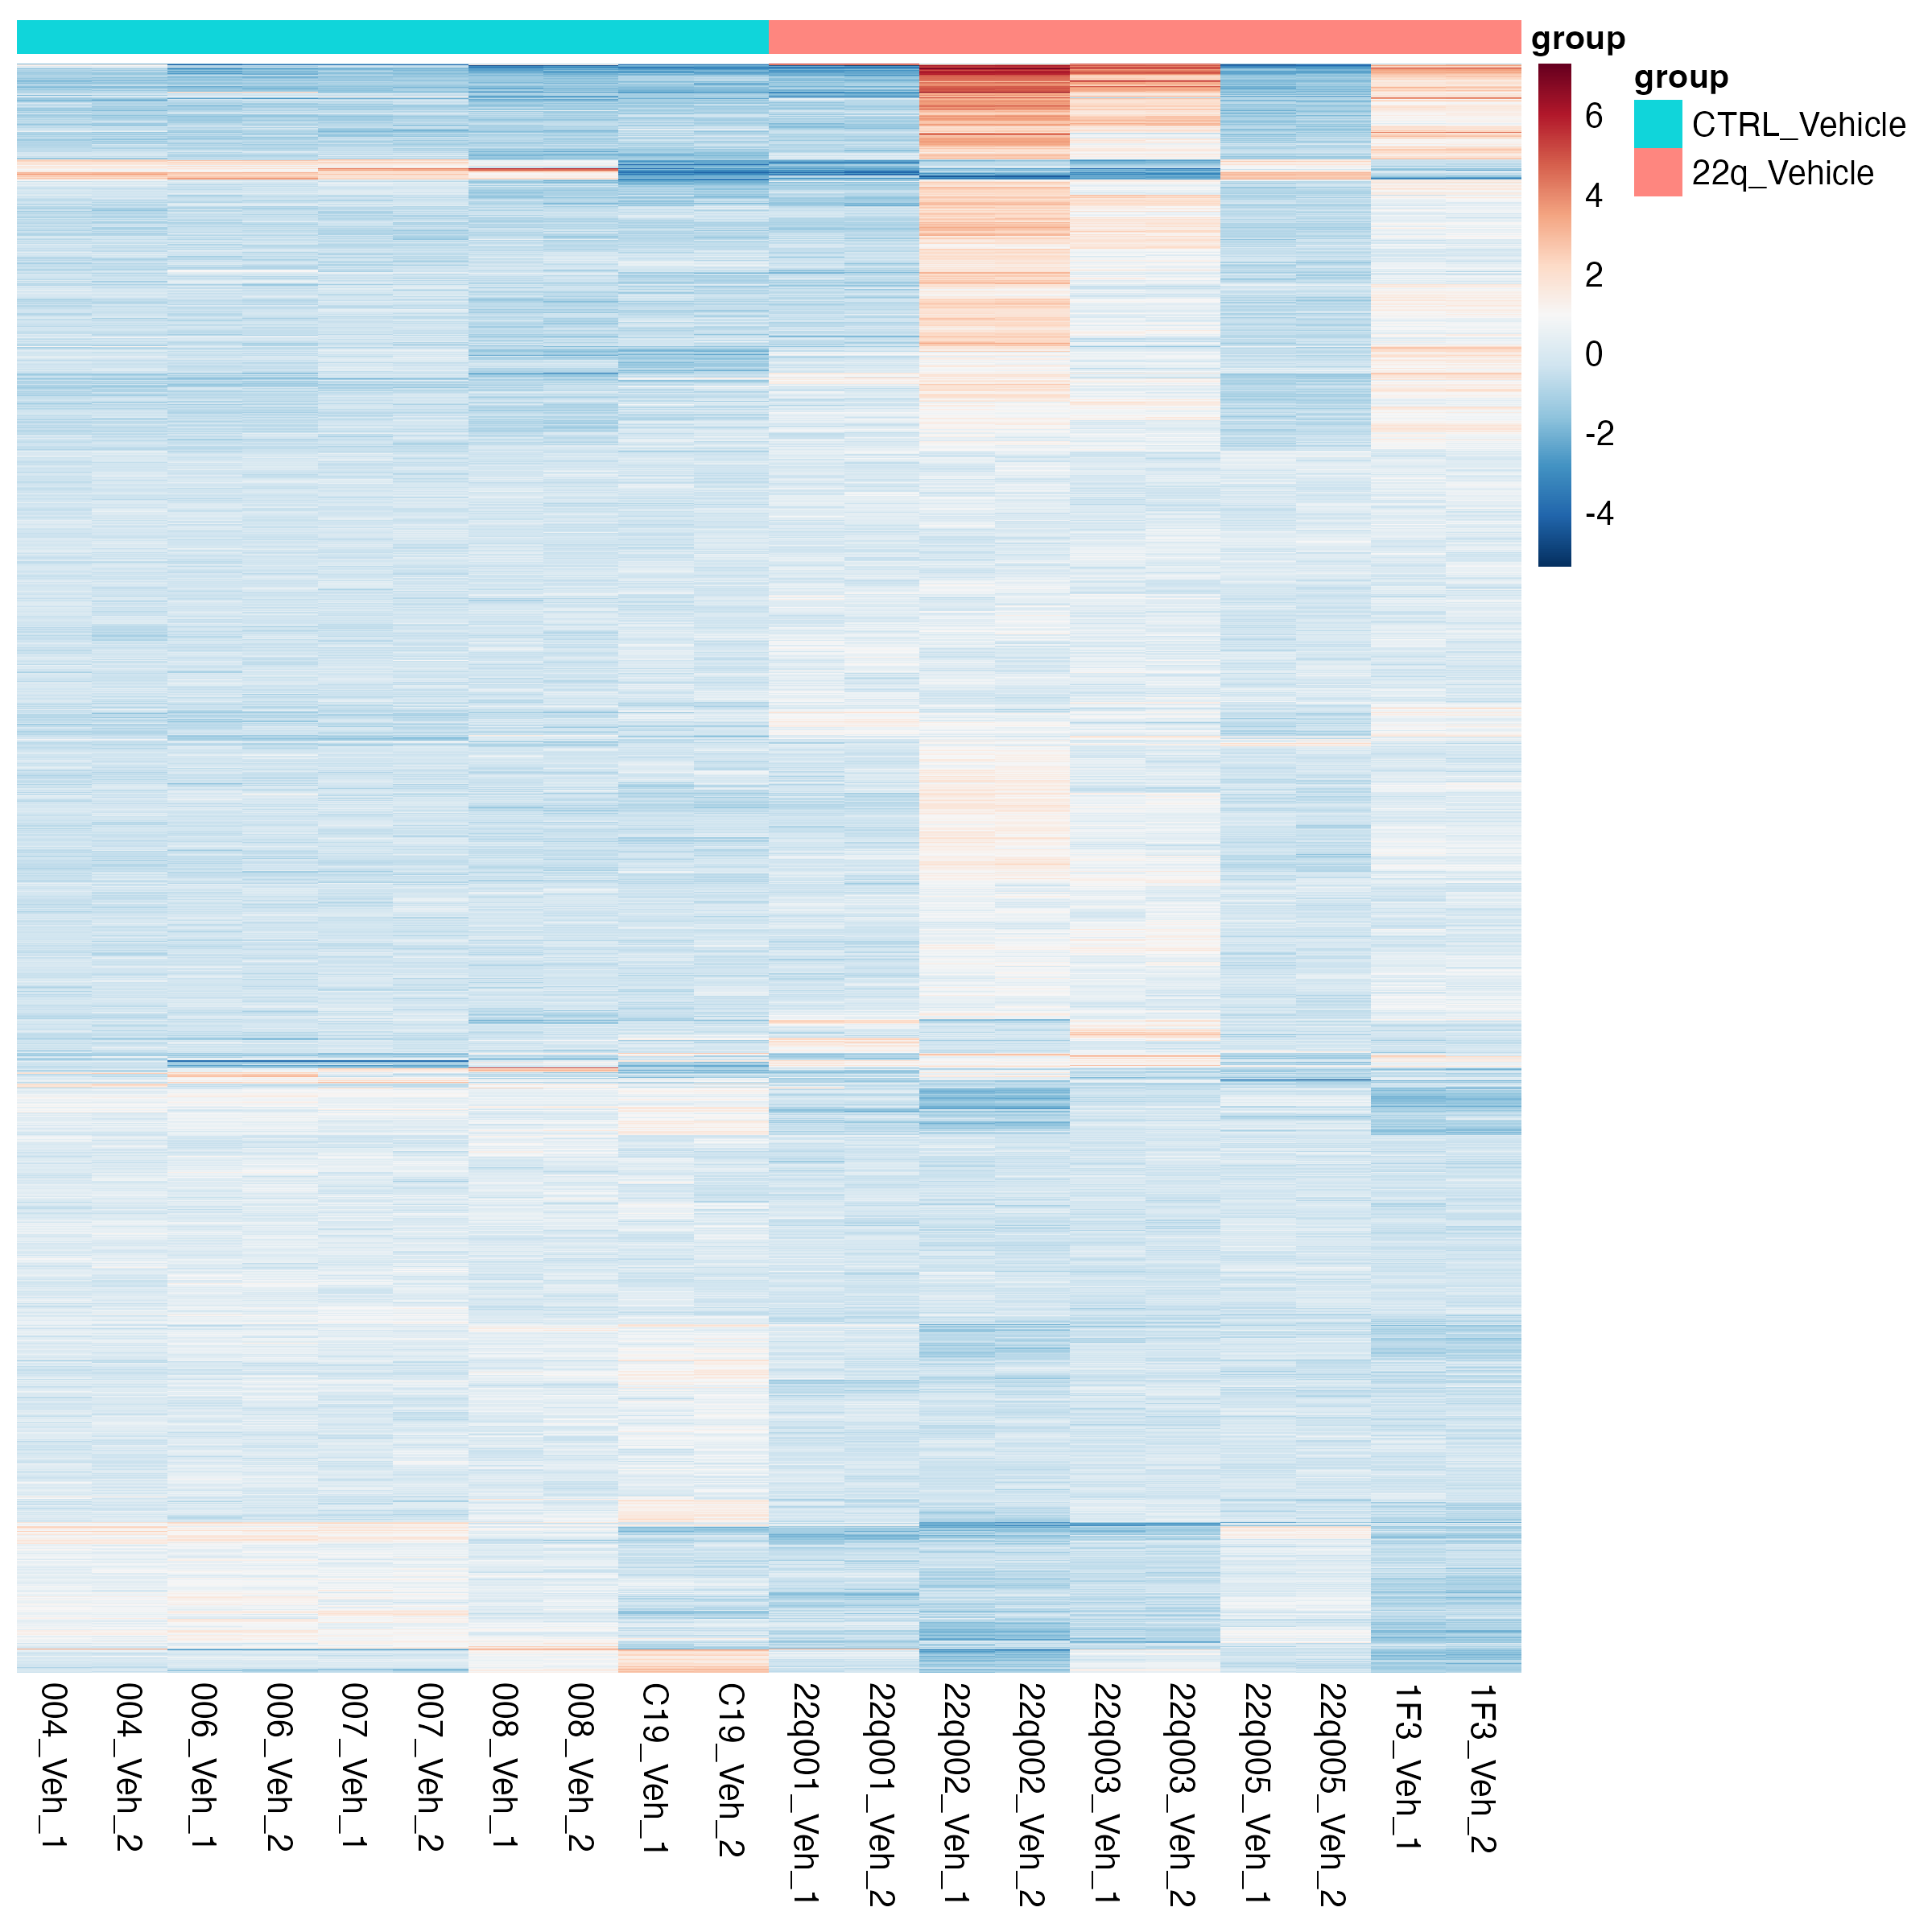 group
6
4
2
0
-2
-4
group
CTRL_Vehicle
22q_Vehicle
004_Veh_1
004_Veh_2
006_Veh_1
006_Veh_2
007_Veh_1
007_Veh_2
008_Veh_1
008_Veh_2
C19_Veh_1
C19_Veh_2
22q001_Veh_1
22q001_Veh_2
22q002_Veh_1
22q002_Veh_2
22q003_Veh_1
22q003_Veh_2
22q005_Veh_1
22q005_Veh_2
1F3_Veh_1
1F3_Veh_2